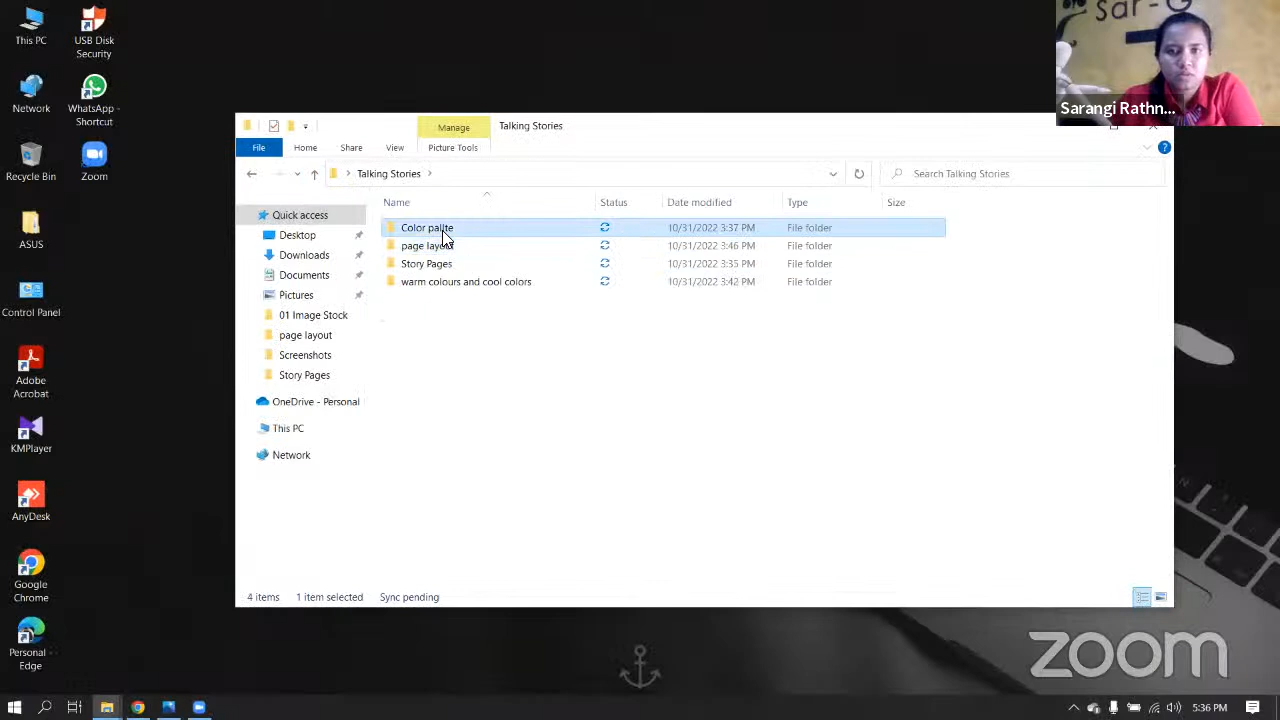 This PC
USB Disk
Security
Network
WhatsApp -
Shortcut
Recycle Bin
Zoom
ASUS
Control Panel
Adobe
Acrobat
KMPlayer
AnyDesk
Google
Chrome
Personal
Edge
Sarangi Rathn...
Manage
Talking Stories
File
Home
Share
View
Picture Tools
Talking Stories
Search Talking Stories
Name
Status
Date modified
Type
Size
Color palite
10/31/2022 3:37 PM
File folder
page layout
10/31/2022 3:46 PM
File folder
Story Pages
10/31/2022 3:35 PM
File folder
warm colours and cool colors
10/31/2022 3:42 PM
File folder
Quick access
Desktop
Downloads
Documents
Pictures
01 Image Stock
page layout
Screenshots
Story Pages
OneDrive - Personal
This PC
Network
4 items
1 item selected
Sync pending
zoom
5:36 PM